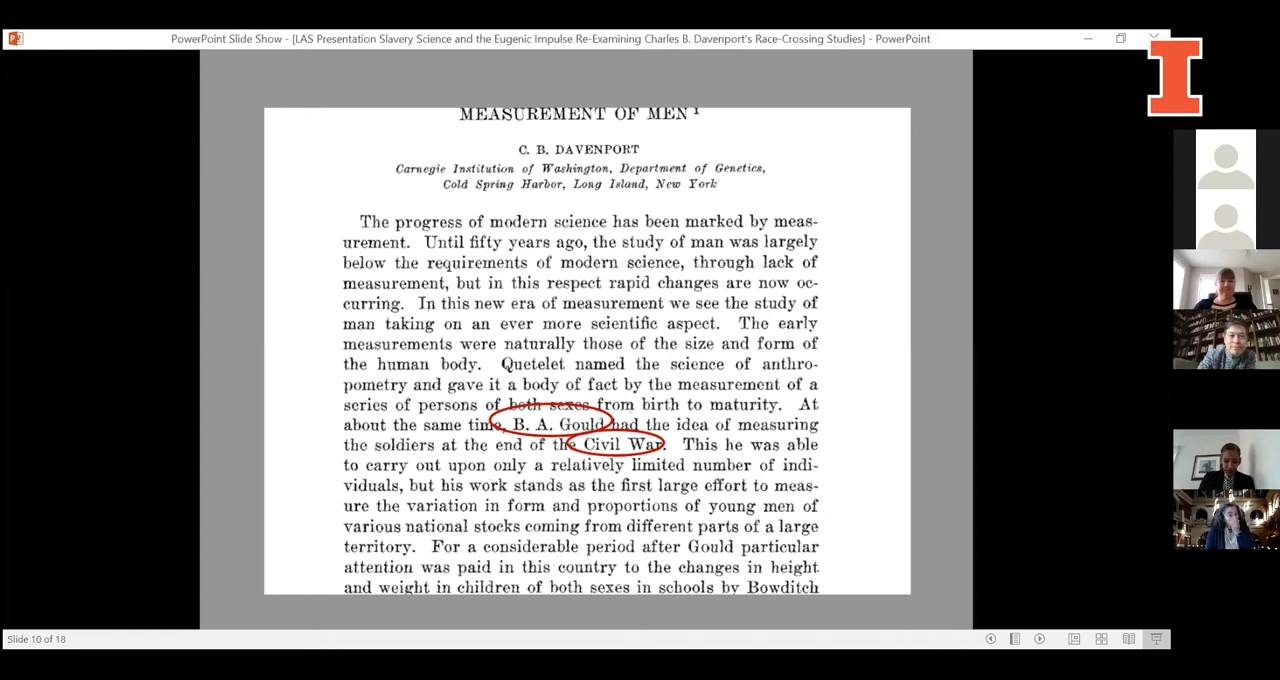 PowerPoint Slide Show - [LAS Presentation Slavery Science and the Eugenic Impulse Re-Examining Charles B. Davenport's Race-Crossing Studies] - PowerPoint
I
MEASUREMENT OF MEN ¹
C. B. DAVENPORT
Carnegie Institution of Washington, Department of Genetics,
Cold Spring Harbor, Long Island, New York
The progress of modern science has been marked by meas-
urement. Until fifty years ago, the study of man was largely
below the requirements of modern science, through lack of
measurement, but in this respect rapid changes are now oc-
curring. In this new era of measurement we see the study of
man taking on an ever more scientific aspect. The early
measurements were naturally those of the size and form of
the human body. Quetelet named the science of anthro-
pometry and gave it a body of fact by the measurement of a
series of persons of both sexes from birth to maturity. At
about the same time, B. A. Gould had the idea of measuring
the soldiers at the end of the Civil War. This he was able
to carry out upon only a relatively limited number of indi-
viduals, but his work stands as the first large effort to meas-
ure the variation in form and proportions of young men of
various national stocks coming from different parts of a large
territory. For a considerable period after Gould particular
attention was paid in this country to the changes in height
and weight in children of both sexes in schools by Bowditch
Slide 10 of 18